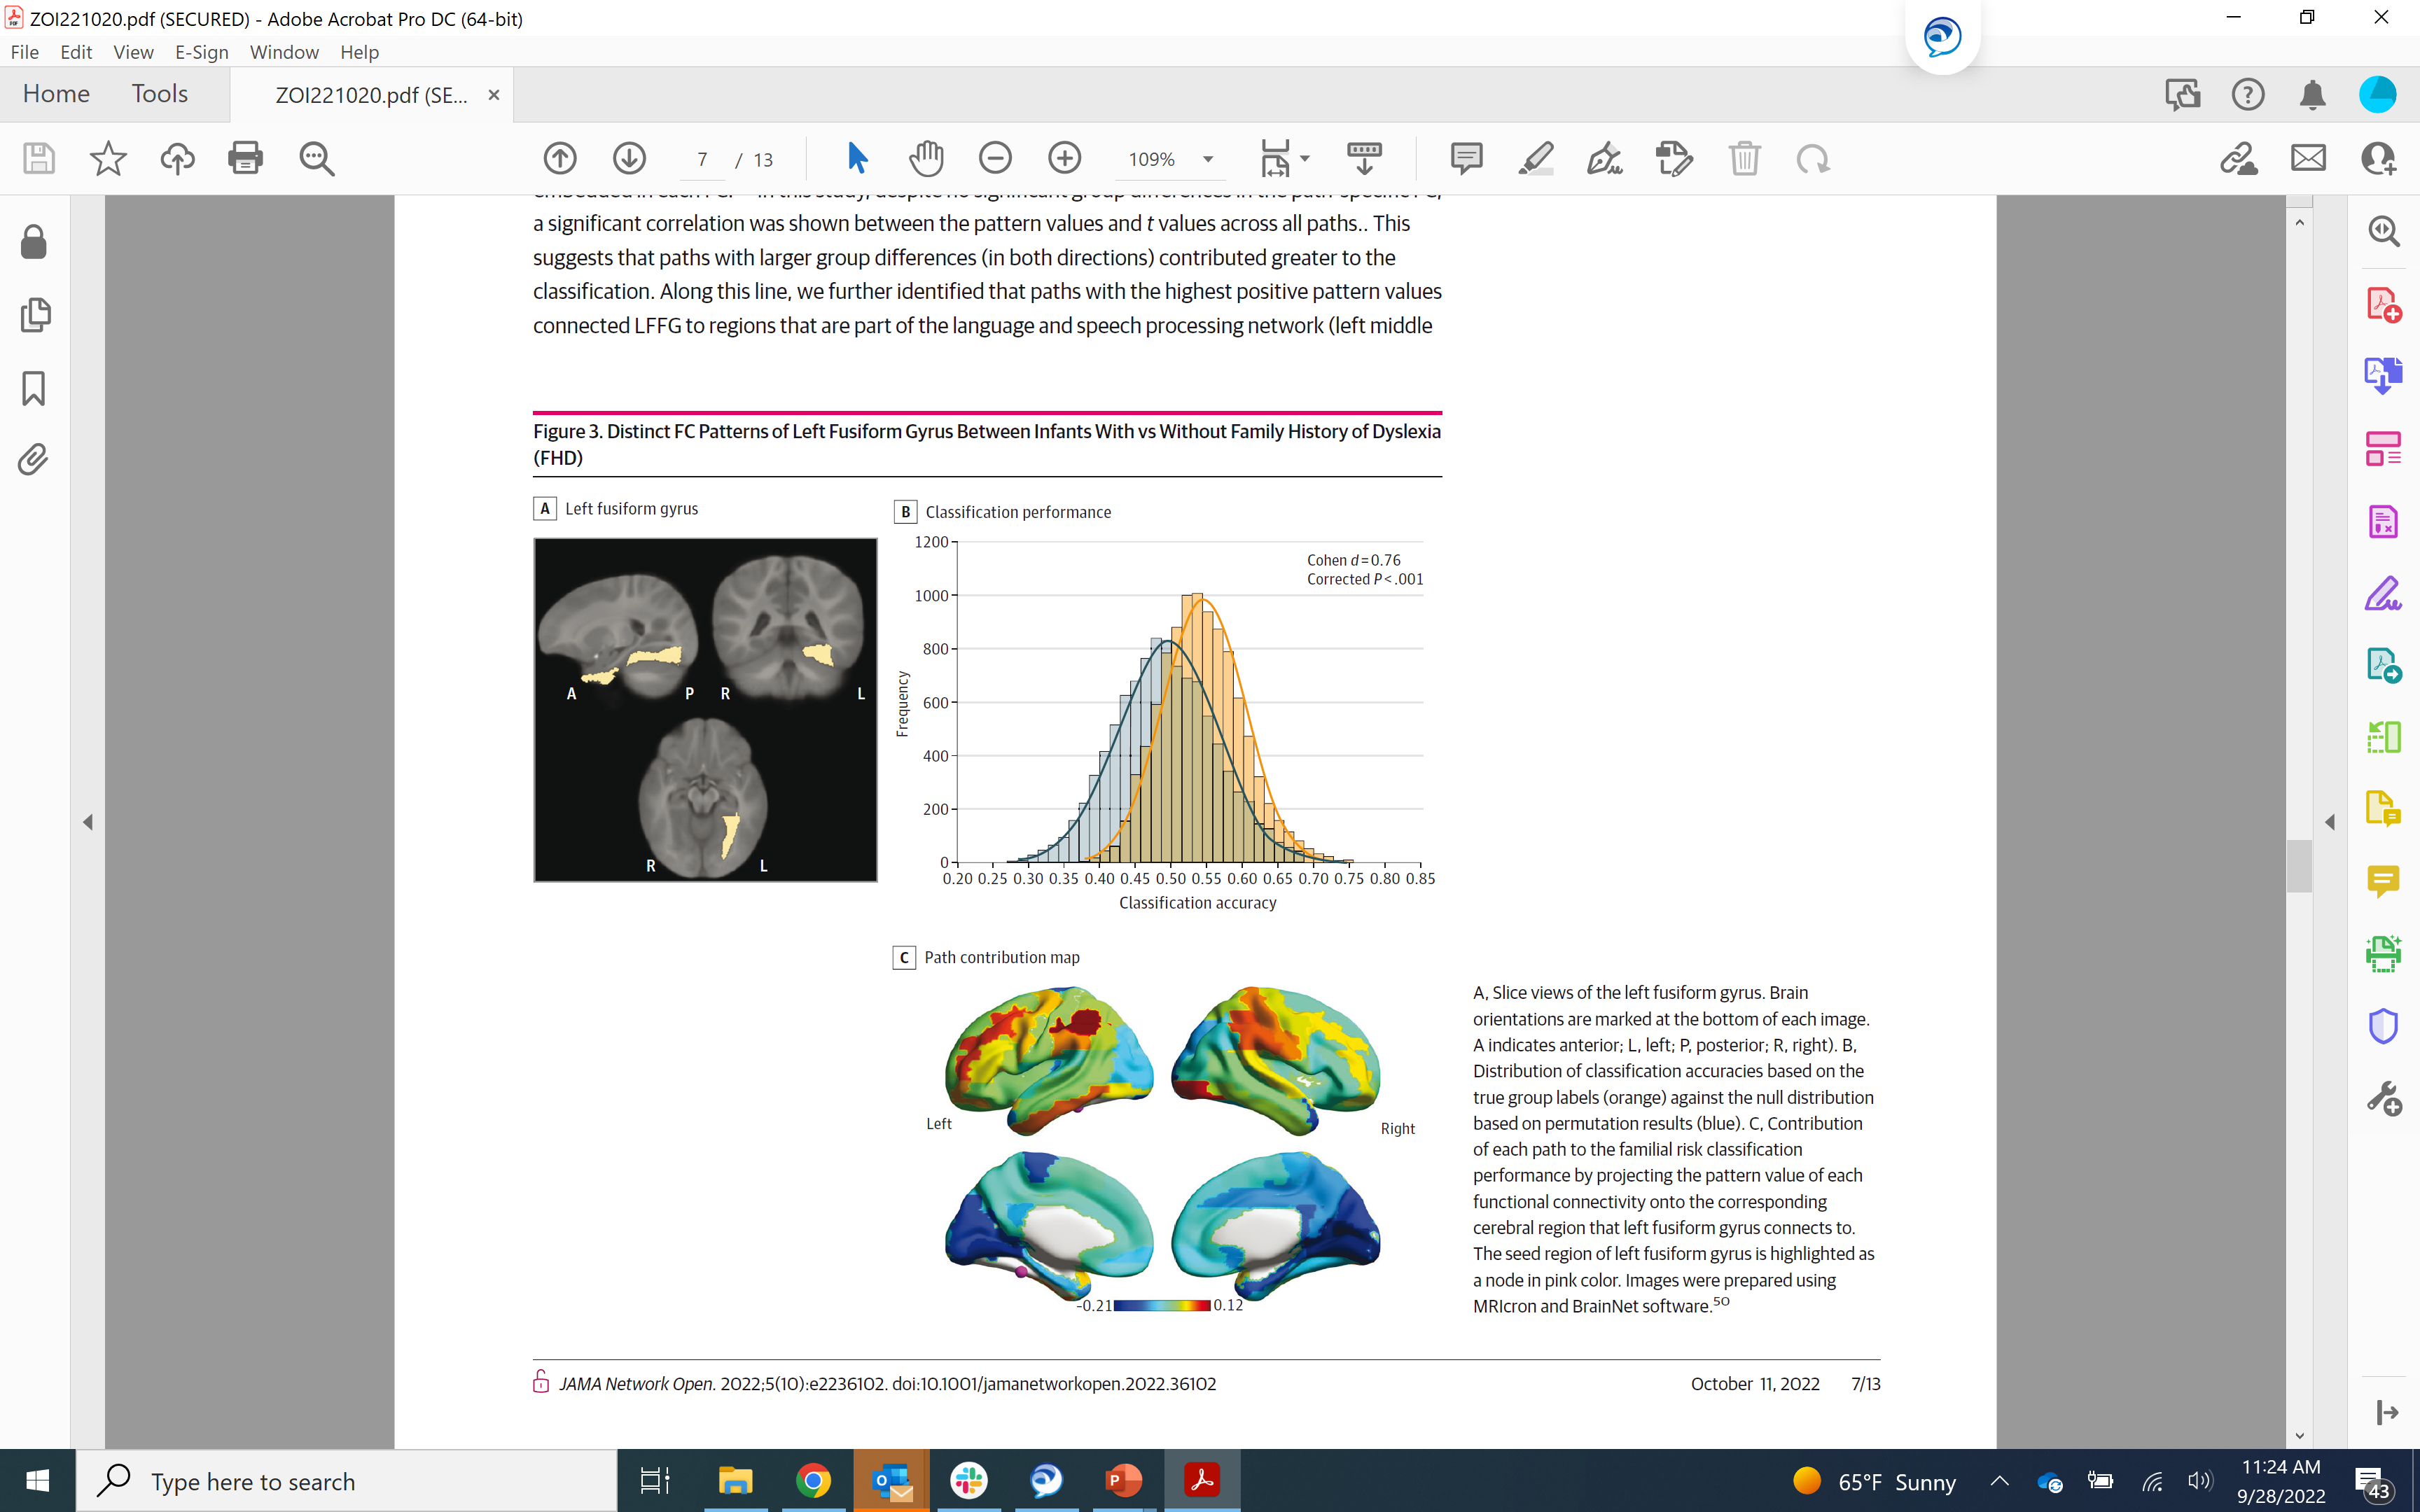 ZOI221020.pdf (SECURED) - Adobe Acrobat Pro DC (64-bit)
File Edit View E-Sign Window Help
Home Tools ZOI221020.pdf (SE... ×
7 / 13 109%
a significant correlation was shown between the pattern values and t values across all paths.. This
suggests that paths with larger group differences (in both directions) contributed greater to the
classification. Along this line, we further identified that paths with the highest positive pattern values
connected LFFG to regions that are part of the language and speech processing network (left middle
Figure 3. Distinct FC Patterns of Left Fusiform Gyrus Between Infants With vs Without Family History of Dyslexia
(FHD)
A Left fusiform gyrus
A P R L
R L
B Classification performance
Cohen d=0.76
Corrected P<.001
Frequency
1200
1000
800
600
400
200
0
0.20 0.25 0.30 0.35 0.40 0.45 0.50 0.55 0.60 0.65 0.70 0.75 0.80 0.85
Classification accuracy
C Path contribution map
Left
Right
-0.21 0.12
A, Slice views of the left fusiform gyrus. Brain
orientations are marked at the bottom of each image.
A indicates anterior; L, left; P, posterior; R, right). B,
Distribution of classification accuracies based on the
true group labels (orange) against the null distribution
based on permutation results (blue). C, Contribution
of each path to the familial risk classification
performance by projecting the pattern value of each
functional connectivity onto the corresponding
cerebral region that left fusiform gyrus connects to.
The seed region of left fusiform gyrus is highlighted as
a node in pink color. Images were prepared using
MRIcron and BrainNet software.50
JAMA Network Open. 2022;5(10):e2236102. doi:10.1001/jamanetworkopen.2022.36102
October 11, 2022 7/13
Type here to search
65°F Sunny
11:24 AM
9/28/2022
43